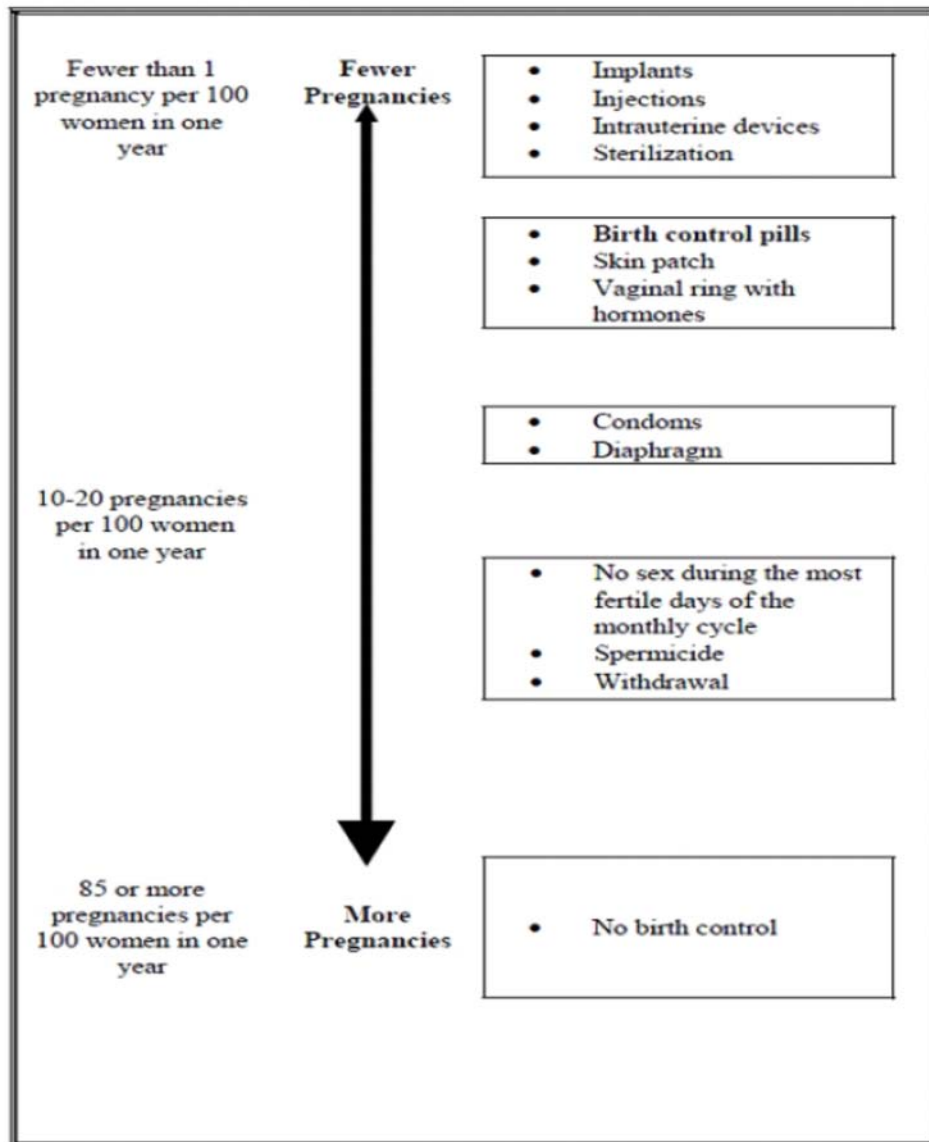 Fewer than 1
pregnancy per 100
women in one
year
Fewer
Pregnancies
• Implants
• Injections
• Intrauterine devices
• Sterilization
• Birth control pills
• Skin patch
• Vaginal ring with
hormones
• Condoms
• Diaphragm
10-20 pregnancies
per 100 women
in one year
• No sex during the most
fertile days of the
monthly cycle
• Spermicide
• Withdrawal
85 or more
pregnancies per
100 women in one
year
More
Pregnancies
• No birth control